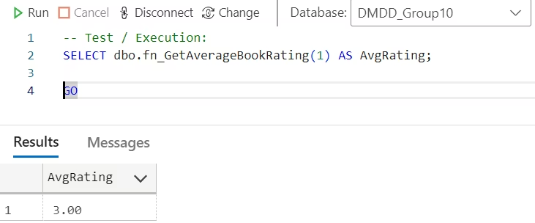 Run Cancel Disconnect Change Database: DMDD_Group10
1 -- Test / Execution:
2 SELECT dbo.fn_GetAverageBookRating(1) AS AvgRating;
3
4 GO
Results Messages
AvgRating
1 3.00